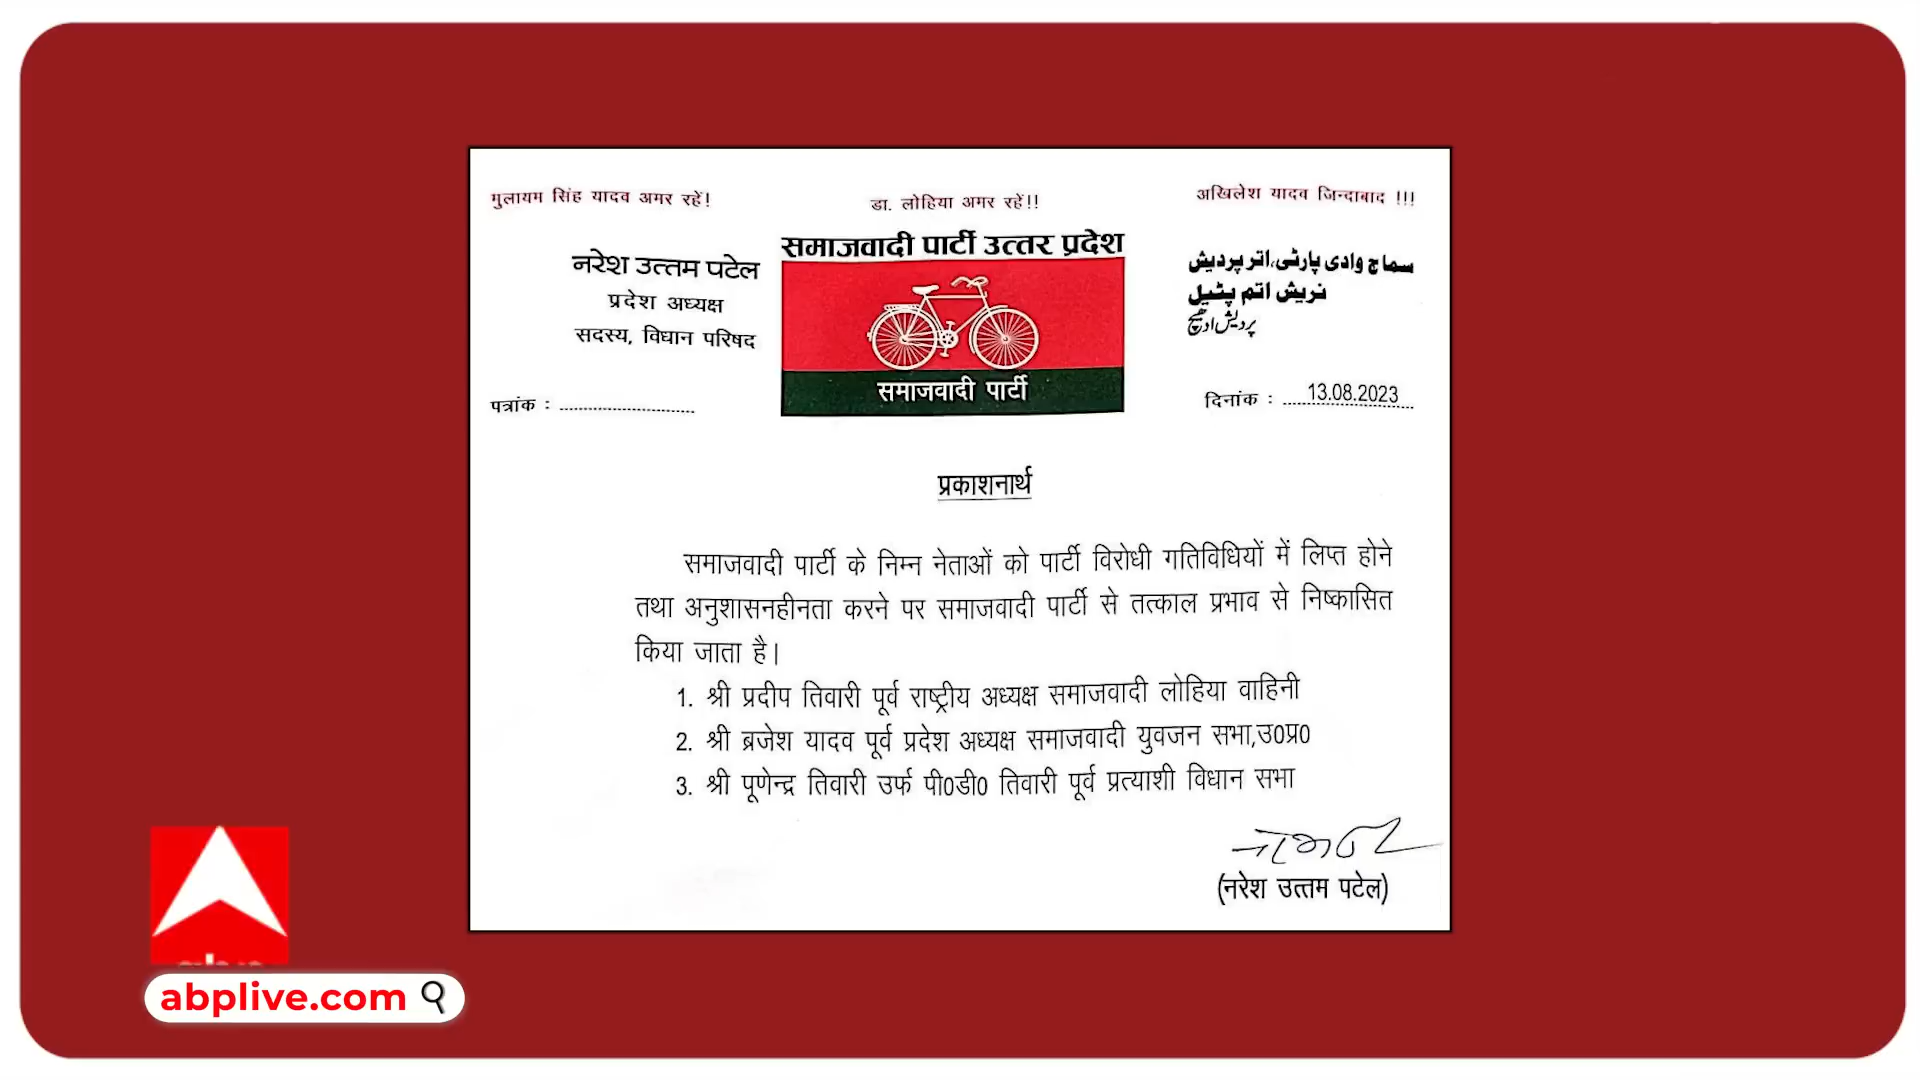 मुलायम सिंह यादव अमर रहें!
डा. लोहिया अमर रहें!!
अखिलेश यादव जिन्दाबाद !!!
समाजवादी पार्टी उत्तर प्रदेश
नरेश उत्तम पटेल
प्रदेश अध्यक्ष
सदस्य, विधान परिषद
سماج وادی پارٹی،اتر پردیش
نریش اتم پٹیل
پردیش ادھیکچ
समाजवादी पार्टी
पत्रांक : ........................
दिनांक : 13.08.2023
प्रकाशनार्थ
समाजवादी पार्टी के निम्न नेताओं को पार्टी विरोधी गतिविधियों में लिप्त होने
तथा अनुशासनहीनता करने पर समाजवादी पार्टी से तत्काल प्रभाव से निष्कासित
किया जाता है।
1. श्री प्रदीप तिवारी पूर्व राष्ट्रीय अध्यक्ष समाजवादी लोहिया वाहिनी
2. श्री ब्रजेश यादव पूर्व प्रदेश अध्यक्ष समाजवादी युवजन सभा,उ0प्र0
3. श्री पूणेन्द्र तिवारी उर्फ पी0डी0 तिवारी पूर्व प्रत्याशी विधान सभा
(नरेश उत्तम पटेल)
abplive.com